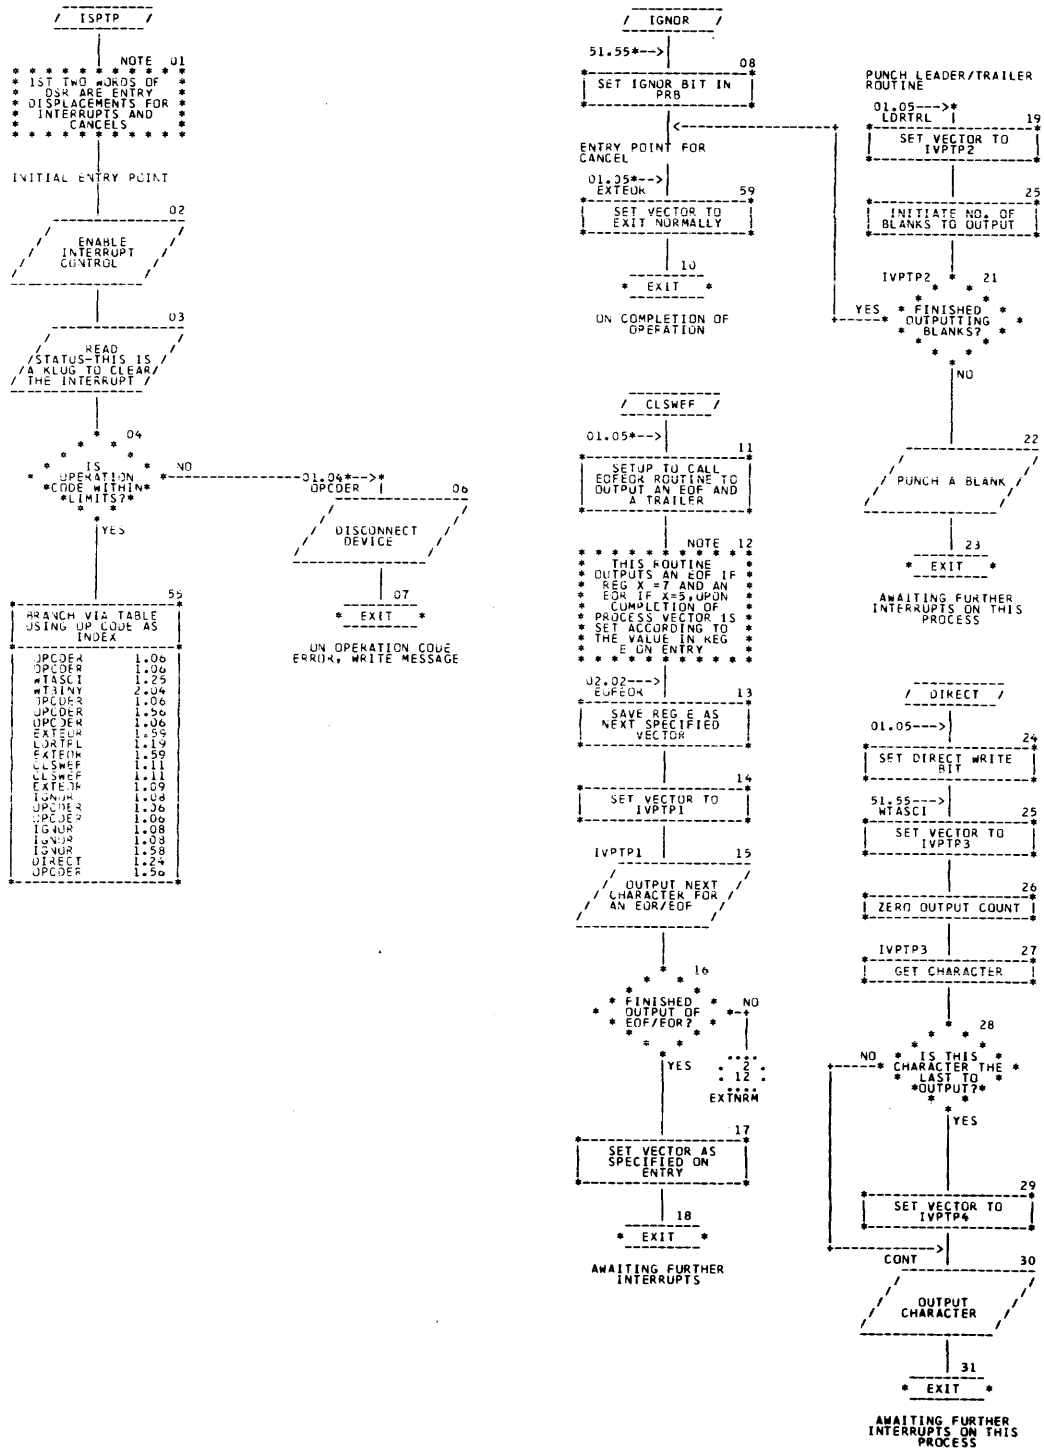 / ISPTP /
NOTE 01
1ST TWO WORDS OF
DSR ARE ENTRY
DISPLACEMENTS FOR
INTERRUPTS AND
CANCELS
INITIAL ENTRY POINT
02
ENABLE
INTERRUPT
CONTROL
03
READ
STATUS-THIS IS
A KLUG TO CLEAR
THE INTERRUPT
04
IS
OPERATION
CODE WITHIN
LIMITS?
NO
YES
01.04*-->*
OPCDER
06
DISCONNECT
DEVICE
07
* EXIT *
ON OPERATION CODE
ERROR, WRITE MESSAGE
55
BRANCH VIA TABLE
USING OP CODE AS
INDEX
OPCDER 1.06
OPCDER 1.06
WTASCI 1.25
WTBINY 2.04
OPCDER 1.06
OPCDER 1.56
OPCDER 1.06
EXTEOR 1.59
LDRTRL 1.19
EXTEOR 1.59
CLSWEF 1.11
CLSWEF 1.11
EXTEOR 1.09
IGNOR 1.08
OPCDER 1.06
OPCDER 1.06
IGNOR 1.08
IGNOR 1.08
IGNOR 1.58
DIRECT 1.24
OPCDER 1.56
/ IGNOR /
51.55*-->
08
SET IGNOR BIT IN
PRB
ENTRY POINT FOR
CANCEL
01.05*-->
EXTEOR
59
SET VECTOR TO
EXIT NORMALLY
10
* EXIT *
ON COMPLETION OF
OPERATION
/ CLSWEF /
01.05*-->
11
SETUP TO CALL
EOFEOR ROUTINE TO
OUTPUT AN EOF AND
A TRAILER
NOTE 12
THIS ROUTINE
OUTPUTS AN EOF IF
REG X =7 AND AN
EOR IF X=5,UPON
COMPLETION OF
PROCESS VECTOR IS
SET ACCORDING TO
THE VALUE IN REG
E ON ENTRY
02.02--->
EOFEOR
13
SAVE REG E AS
NEXT SPECIFIED
VECTOR
14
SET VECTOR TO
IVPTP1
IVPTP1 15
OUTPUT NEXT
CHARACTER FOR
AN EOR/EOF
16
FINISHED
OUTPUT OF
EOF/EOR?
NO
YES
2
12
EXTNRM
17
SET VECTOR AS
SPECIFIED ON
ENTRY
18
* EXIT *
AWAITING FURTHER
INTERRUPTS
PUNCH LEADER/TRAILER
ROUTINE
01.05--->*
LDRTRL
19
SET VECTOR TO
IVPTP2
25
INITIATE NO. OF
BLANKS TO OUTPUT
IVPTP2 21
YES
FINISHED
OUTPUTTING
BLANKS?
NO
22
PUNCH A BLANK
23
* EXIT *
AWAITING FURTHER
INTERRUPTS ON THIS
PROCESS
/ DIRECT /
01.05--->
24
SET DIRECT WRITE
BIT
51.55--->
WTASCI
25
SET VECTOR TO
IVPTP3
26
ZERO OUTPUT COUNT
IVPTP3 27
GET CHARACTER
28
NO
IS THIS
CHARACTER THE
LAST TO
OUTPUT?
YES
29
SET VECTOR TO
IVPTP4
CONT
30
OUTPUT
CHARACTER
31
* EXIT *
AWAITING FURTHER
INTERRUPTS ON THIS
PROCESS